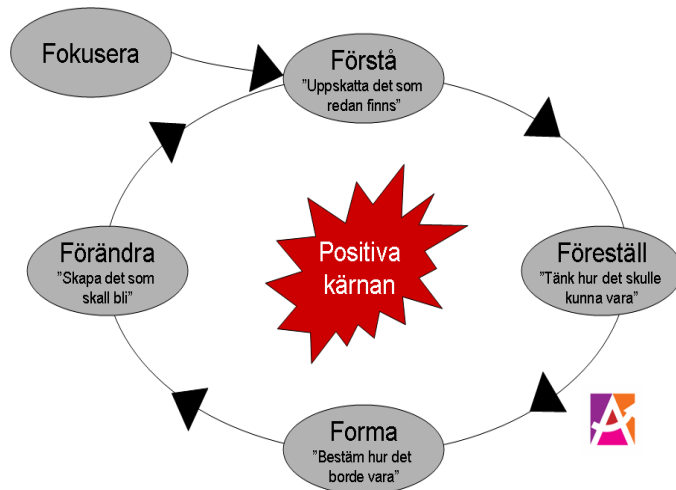 Fokusera
Förstå
"Uppskatta det som
redan finns"
Föreställ
"Tänk hur det skulle
kunna vara"
Forma
"Bestäm hur det
borde vara"
Förändra
"Skapa det som
skall bli"
Positiva
kärnan